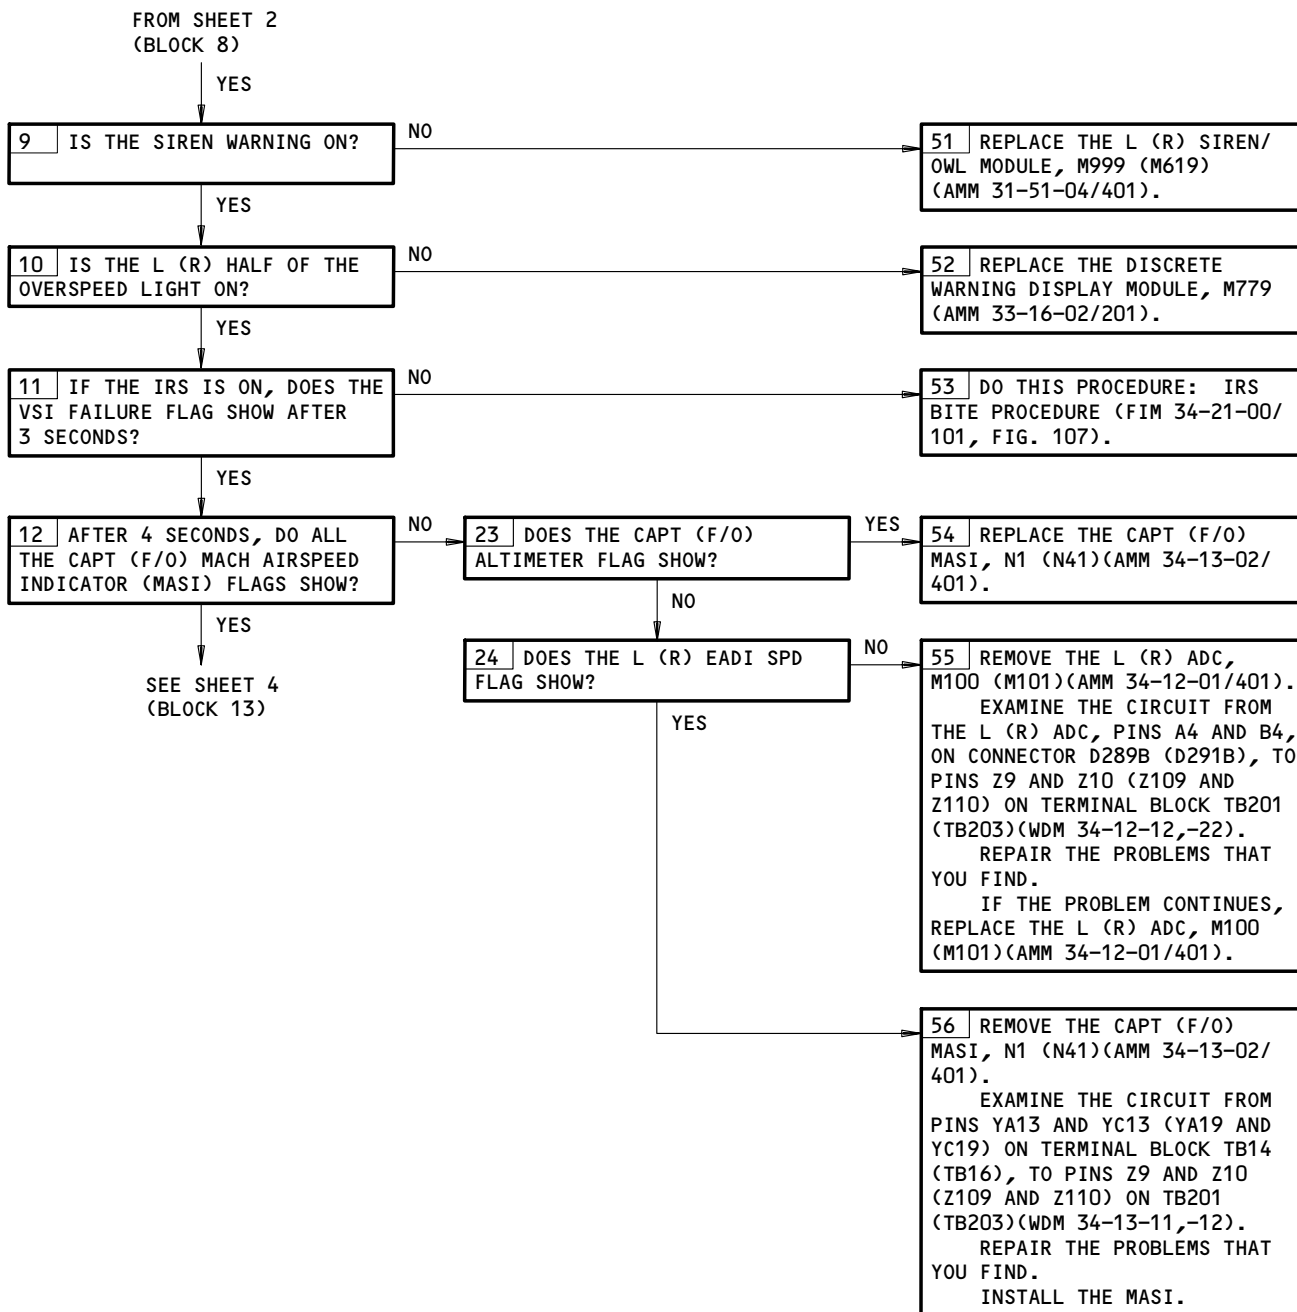 FROM SHEET 2
(BLOCK 8)
YES
9 IS THE SIREN WARNING ON?
NO
51 REPLACE THE L (R) SIREN/
OWL MODULE, M999 (M619)
(AMM 31-51-04/401).
YES
10 IS THE L (R) HALF OF THE
OVERSPEED LIGHT ON?
NO
52 REPLACE THE DISCRETE
WARNING DISPLAY MODULE, M779
(AMM 33-16-02/201).
YES
11 IF THE IRS IS ON, DOES THE
VSI FAILURE FLAG SHOW AFTER
3 SECONDS?
NO
53 DO THIS PROCEDURE: IRS
BITE PROCEDURE (FIM 34-21-00/
101, FIG. 107).
YES
12 AFTER 4 SECONDS, DO ALL
THE CAPT (F/O) MACH AIRSPEED
INDICATOR (MASI) FLAGS SHOW?
NO
23 DOES THE CAPT (F/O)
ALTIMETER FLAG SHOW?
YES
54 REPLACE THE CAPT (F/O)
MASI, N1 (N41)(AMM 34-13-02/
401).
YES
SEE SHEET 4
(BLOCK 13)
NO
24 DOES THE L (R) EADI SPD
FLAG SHOW?
NO
55 REMOVE THE L (R) ADC,
M100 (M101)(AMM 34-12-01/401).
EXAMINE THE CIRCUIT FROM
THE L (R) ADC, PINS A4 AND B4,
ON CONNECTOR D289B (D291B), TO
PINS Z9 AND Z10 (Z109 AND
Z110) ON TERMINAL BLOCK TB201
(TB203)(WDM 34-12-12,-22).
REPAIR THE PROBLEMS THAT
YOU FIND.
IF THE PROBLEM CONTINUES,
REPLACE THE L (R) ADC, M100
(M101)(AMM 34-12-01/401).
YES
56 REMOVE THE CAPT (F/O)
MASI, N1 (N41)(AMM 34-13-02/
401).
EXAMINE THE CIRCUIT FROM
PINS YA13 AND YC13 (YA19 AND
YC19) ON TERMINAL BLOCK TB14
(TB16), TO PINS Z9 AND Z10
(Z109 AND Z110) ON TB201
(TB203)(WDM 34-13-11,-12).
REPAIR THE PROBLEMS THAT
YOU FIND.
INSTALL THE MASI.